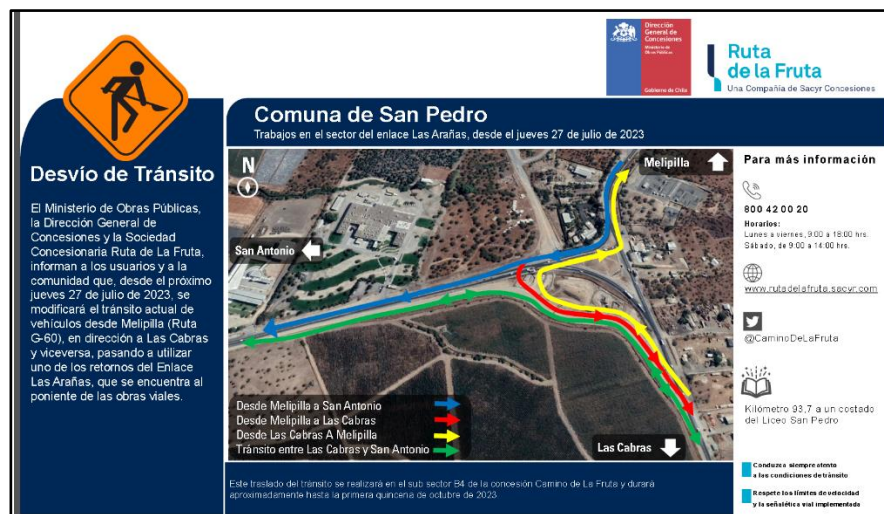 Dirección
General de
Concesiones
Ministerio de
Obras Públicas
Gobierno de Chile
Ruta
de la Fruta
Una Compañía de Sacyr Concesiones
Desvío de Tránsito
El Ministerio de Obras Públicas,
la Dirección General de
Concesiones y la Sociedad
Concesionaria Ruta de La Fruta,
informan a los usuarios y a la
comunidad que, desde el próximo
jueves 27 de julio de 2023, se
modificará el tránsito actual de
vehículos desde Melipilla (Ruta
G-60), en dirección a Las Cabras
y viceversa, pasando a utilizar
uno de los retornos del Enlace
Las Arañas, que se encuentra al
poniente de las obras viales.
Comuna de San Pedro
Trabajos en el sector del enlace Las Arañas, desde el jueves 27 de julio de 2023
N
Melipilla
San Antonio
Las Cabras
Desde Melipilla a San Antonio
Desde Melipilla a Las Cabras
Desde Las Cabras A Melipilla
Tránsito entre Las Cabras y San Antonio
Este traslado del tránsito se realizará en el sub sector B4 de la concesión Camino de La Fruta y durará
aproximadamente hasta la primera quincena de octubre de 2023
Para más información
800 42 00 20
Horarios:
Lunes a viernes, 9:00 a 18:00 hrs.
Sábado, de 9:00 a 14:00 hrs.
www.rutadelafruta.sacyr.com
@CaminoDeLaFruta
Kilómetro 93,7 a un costado
del Liceo San Pedro
Conduzca siempre atento
a las condiciones de tránsito
Respete los límites de velocidad
y la señalética vial implementada